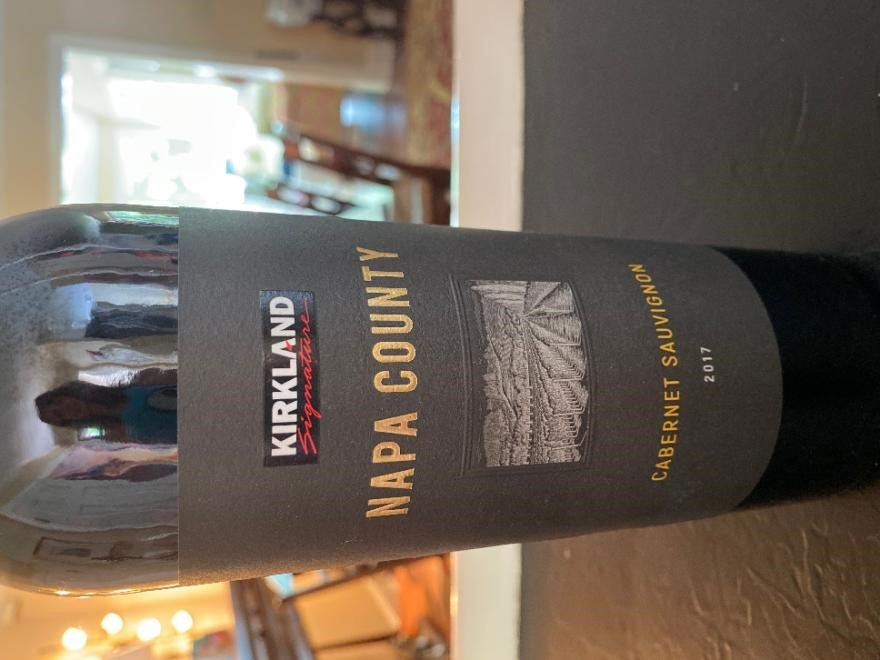 KIRKLAND
Signature
NAPA COUNTY
CABERNET SAUVIGNON
2017